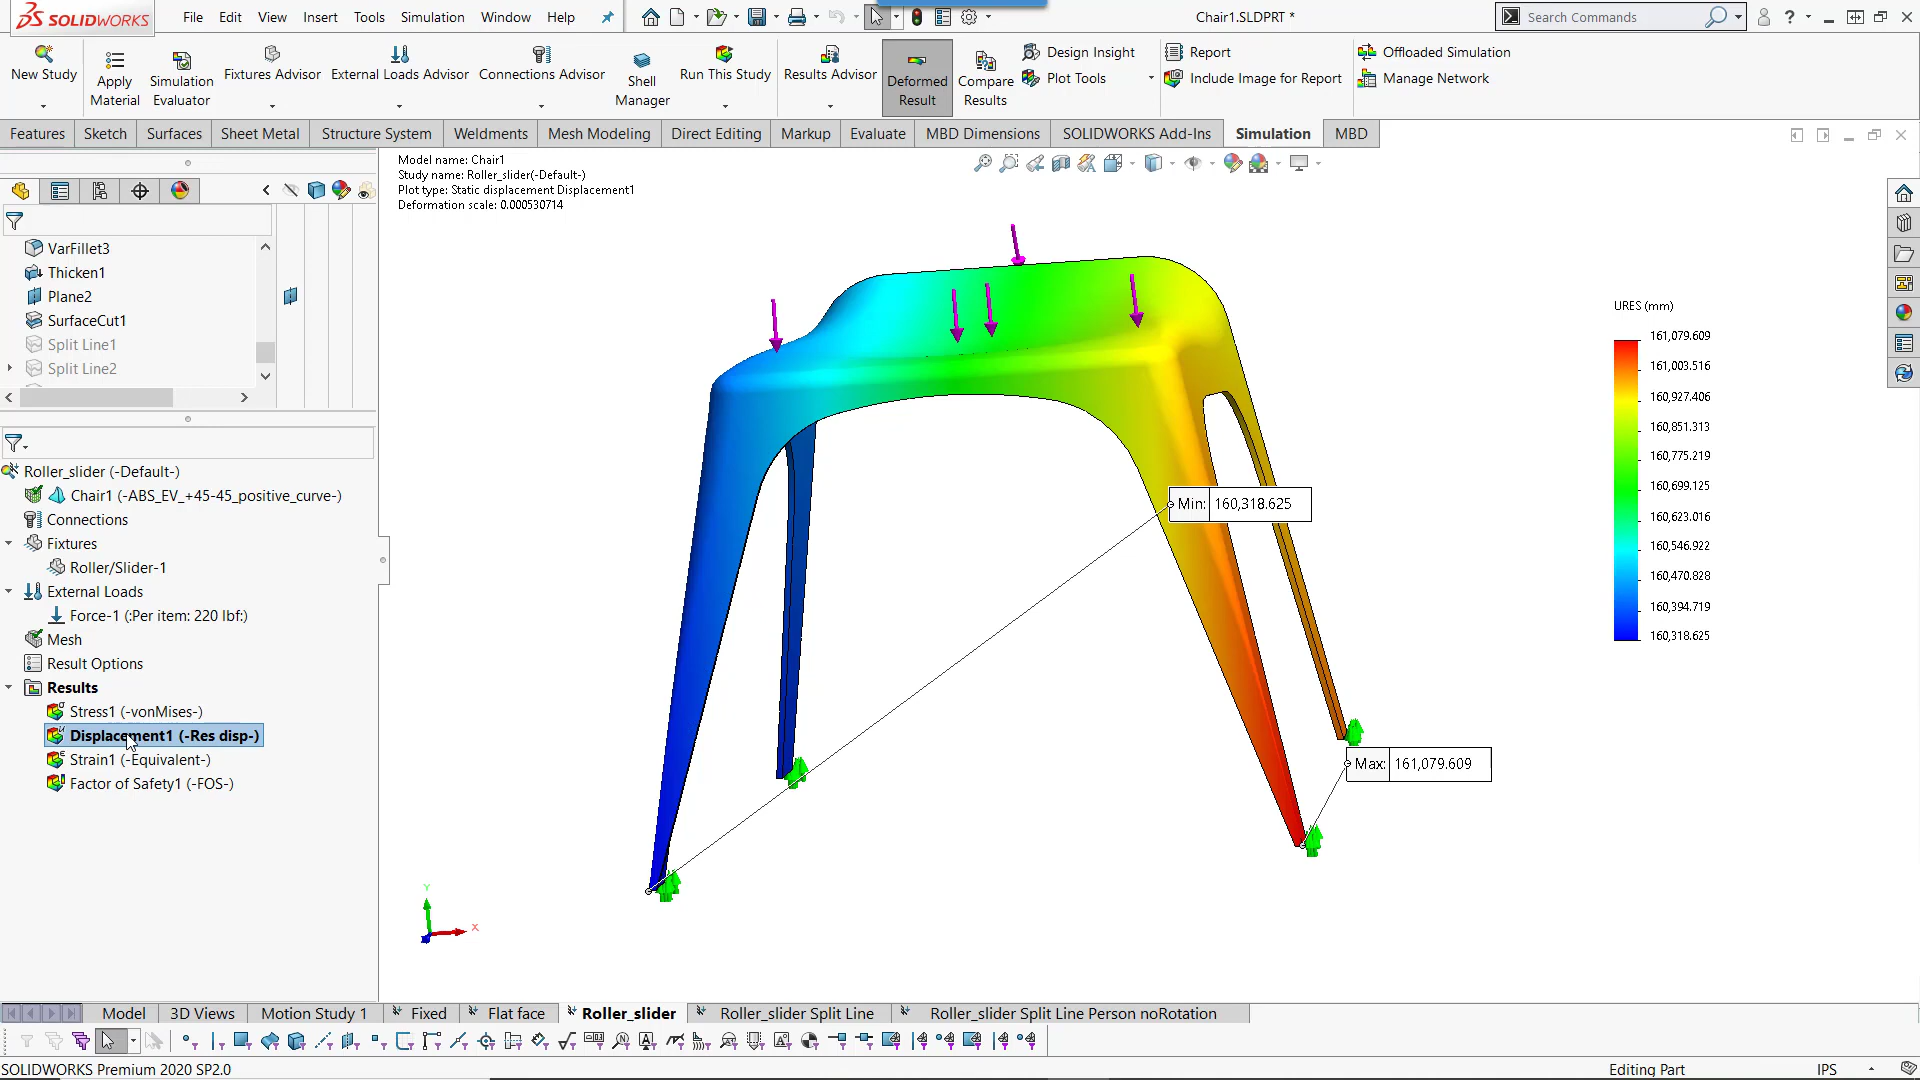 SOLIDWORKS
File Edit View Insert Tools Simulation Window Help
Chair1.SLDPRT *
Search Commands
New Study
Apply Material
Simulation Evaluator
Fixtures Advisor
External Loads Advisor
Connections Advisor
Shell Manager
Run This Study
Results Advisor
Deformed Result
Compare Results
Design Insight
Plot Tools
Report
Include Image for Report
Offloaded Simulation
Manage Network
Features Sketch Surfaces Sheet Metal Structure System Weldments Mesh Modeling Direct Editing Markup Evaluate MBD Dimensions SOLIDWORKS Add-Ins Simulation MBD
Model name: Chair1
Study name: Roller_slider(-Default-)
Plot type: Static displacement Displacement1
Deformation scale: 0.000530714
VarFillet3
Thicken1
Plane2
SurfaceCut1
Split Line1
Split Line2
Roller_slider (-Default-)
Chair1 (-ABS_EV_+45-45_positive_curve-)
Connections
Fixtures
Roller/Slider-1
External Loads
Force-1 (:Per item: 220 lbf:)
Mesh
Result Options
Results
Stress1 (-vonMises-)
Displacement1 (-Res disp-)
Strain1 (-Equivalent-)
Factor of Safety1 (-FOS-)
URES (mm)
161,079.609
161,003.516
160,927.406
160,851.313
160,775.219
160,699.125
160,623.016
160,546.922
160,470.828
160,394.719
160,318.625
Min: 160,318.625
Max: 161,079.609
Y
X
Model 3D Views Motion Study 1 Fixed Flat face Roller_slider Roller_slider Split Line Roller_slider Split Line Person noRotation
SOLIDWORKS Premium 2020 SP2.0
Editing Part
IPS